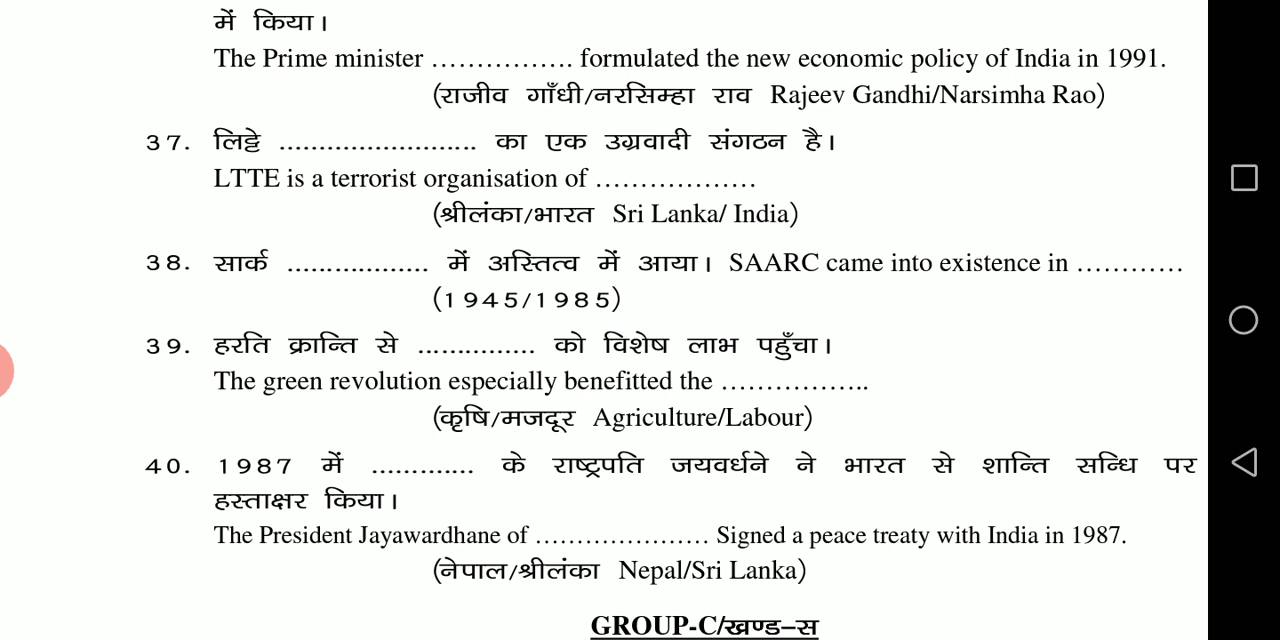 में किया।
The Prime minister ................ formulated the new economic policy of India in 1991.
(राजीव गाँधी/नरसिम्हा राव Rajeev Gandhi/Narsimha Rao)
37. लिट्टे ......................... का एक उग्रवादी संगठन है।
LTTE is a terrorist organisation of ..................
(श्रीलंका/भारत Sri Lanka/ India)
38. सार्क .................. में अस्तित्व में आया। SAARC came into existence in ............
(1945/1985)
39. हरति क्रान्ति से ............... को विशेष लाभ पहुँचा।
The green revolution especially benefitted the .................
(कृषि/मजदूर Agriculture/Labour)
40. 1987 में ............. के राष्ट्रपति जयवर्धने ने भारत से शान्ति सन्धि पर
हस्ताक्षर किया।
The President Jayawardhane of ..................... Signed a peace treaty with India in 1987.
(नेपाल/श्रीलंका Nepal/Sri Lanka)
GROUP-C/खण्ड–स